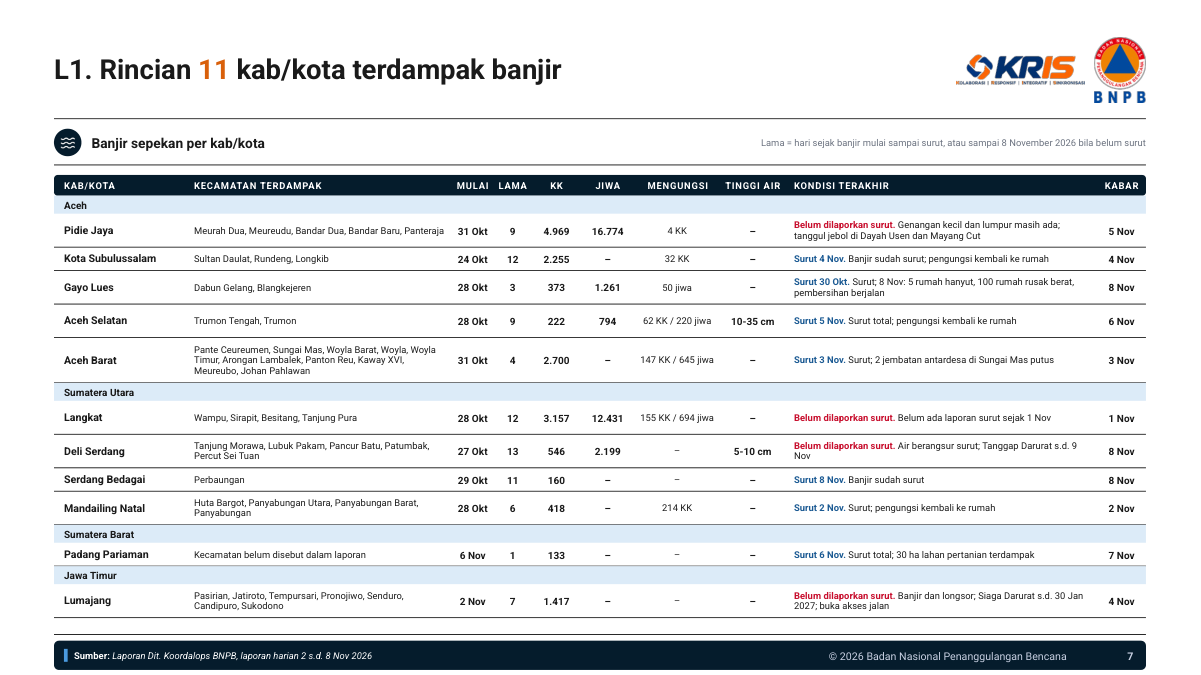 L1. Rincian 11 kab/kota terdampak banjir
KRIS
KOLABORASI | RESPONSIF | INTEGRATIF | SINKRONISASI
BADAN NASIONAL
PENANGGULANGAN BENCANA
BNPB
Banjir sepekan per kab/kota
Lama = hari sejak banjir mulai sampai surut, atau sampai 8 November 2026 bila belum surut
KAB/KOTA KECAMATAN TERDAMPAK MULAI LAMA KK JIWA MENGUNGSI TINGGI AIR KONDISI TERAKHIR KABAR
Aceh
Pidie Jaya Meurah Dua, Meureudu, Bandar Dua, Bandar Baru, Panteraja 31 Okt 9 4.969 16.774 4 KK – Belum dilaporkan surut. Genangan kecil dan lumpur masih ada;
tanggul jebol di Dayah Usen dan Mayang Cut 5 Nov
Kota Subulussalam Sultan Daulat, Rundeng, Longkib 24 Okt 12 2.255 – 32 KK – Surut 4 Nov. Banjir sudah surut; pengungsi kembali ke rumah 4 Nov
Gayo Lues Dabun Gelang, Blangkejeren 28 Okt 3 373 1.261 50 jiwa – Surut 30 Okt. Surut; 8 Nov: 5 rumah hanyut, 100 rumah rusak berat,
pembersihan berjalan 8 Nov
Aceh Selatan Trumon Tengah, Trumon 28 Okt 9 222 794 62 KK / 220 jiwa 10-35 cm Surut 5 Nov. Surut total; pengungsi kembali ke rumah 6 Nov
Aceh Barat Pante Ceureumen, Sungai Mas, Woyla Barat, Woyla, Woyla
Timur, Arongan Lambalek, Panton Reu, Kaway XVI,
Meureubo, Johan Pahlawan 31 Okt 4 2.700 – 147 KK / 645 jiwa – Surut 3 Nov. Surut; 2 jembatan antardesa di Sungai Mas putus 3 Nov
Sumatera Utara
Langkat Wampu, Sirapit, Besitang, Tanjung Pura 28 Okt 12 3.157 12.431 155 KK / 694 jiwa – Belum dilaporkan surut. Belum ada laporan surut sejak 1 Nov 1 Nov
Deli Serdang Tanjung Morawa, Lubuk Pakam, Pancur Batu, Patumbak,
Percut Sei Tuan 27 Okt 13 546 2.199 – 5-10 cm Belum dilaporkan surut. Air berangsur surut; Tanggap Darurat s.d. 9
Nov 8 Nov
Serdang Bedagai Perbaungan 29 Okt 11 160 – – – Surut 8 Nov. Banjir sudah surut 8 Nov
Mandailing Natal Huta Bargot, Panyabungan Utara, Panyabungan Barat,
Panyabungan 28 Okt 6 418 – 214 KK – Surut 2 Nov. Surut; pengungsi kembali ke rumah 2 Nov
Sumatera Barat
Padang Pariaman Kecamatan belum disebut dalam laporan 6 Nov 1 133 – – – Surut 6 Nov. Surut total; 30 ha lahan pertanian terdampak 7 Nov
Jawa Timur
Lumajang Pasirian, Jatiroto, Tempursari, Pronojiwo, Senduro,
Candipuro, Sukodono 2 Nov 7 1.417 – – – Belum dilaporkan surut. Banjir dan longsor; Siaga Darurat s.d. 30 Jan
2027; buka akses jalan 4 Nov
Sumber: Laporan Dit. Koordalops BNPB, laporan harian 2 s.d. 8 Nov 2026
© 2026 Badan Nasional Penanggulangan Bencana 7